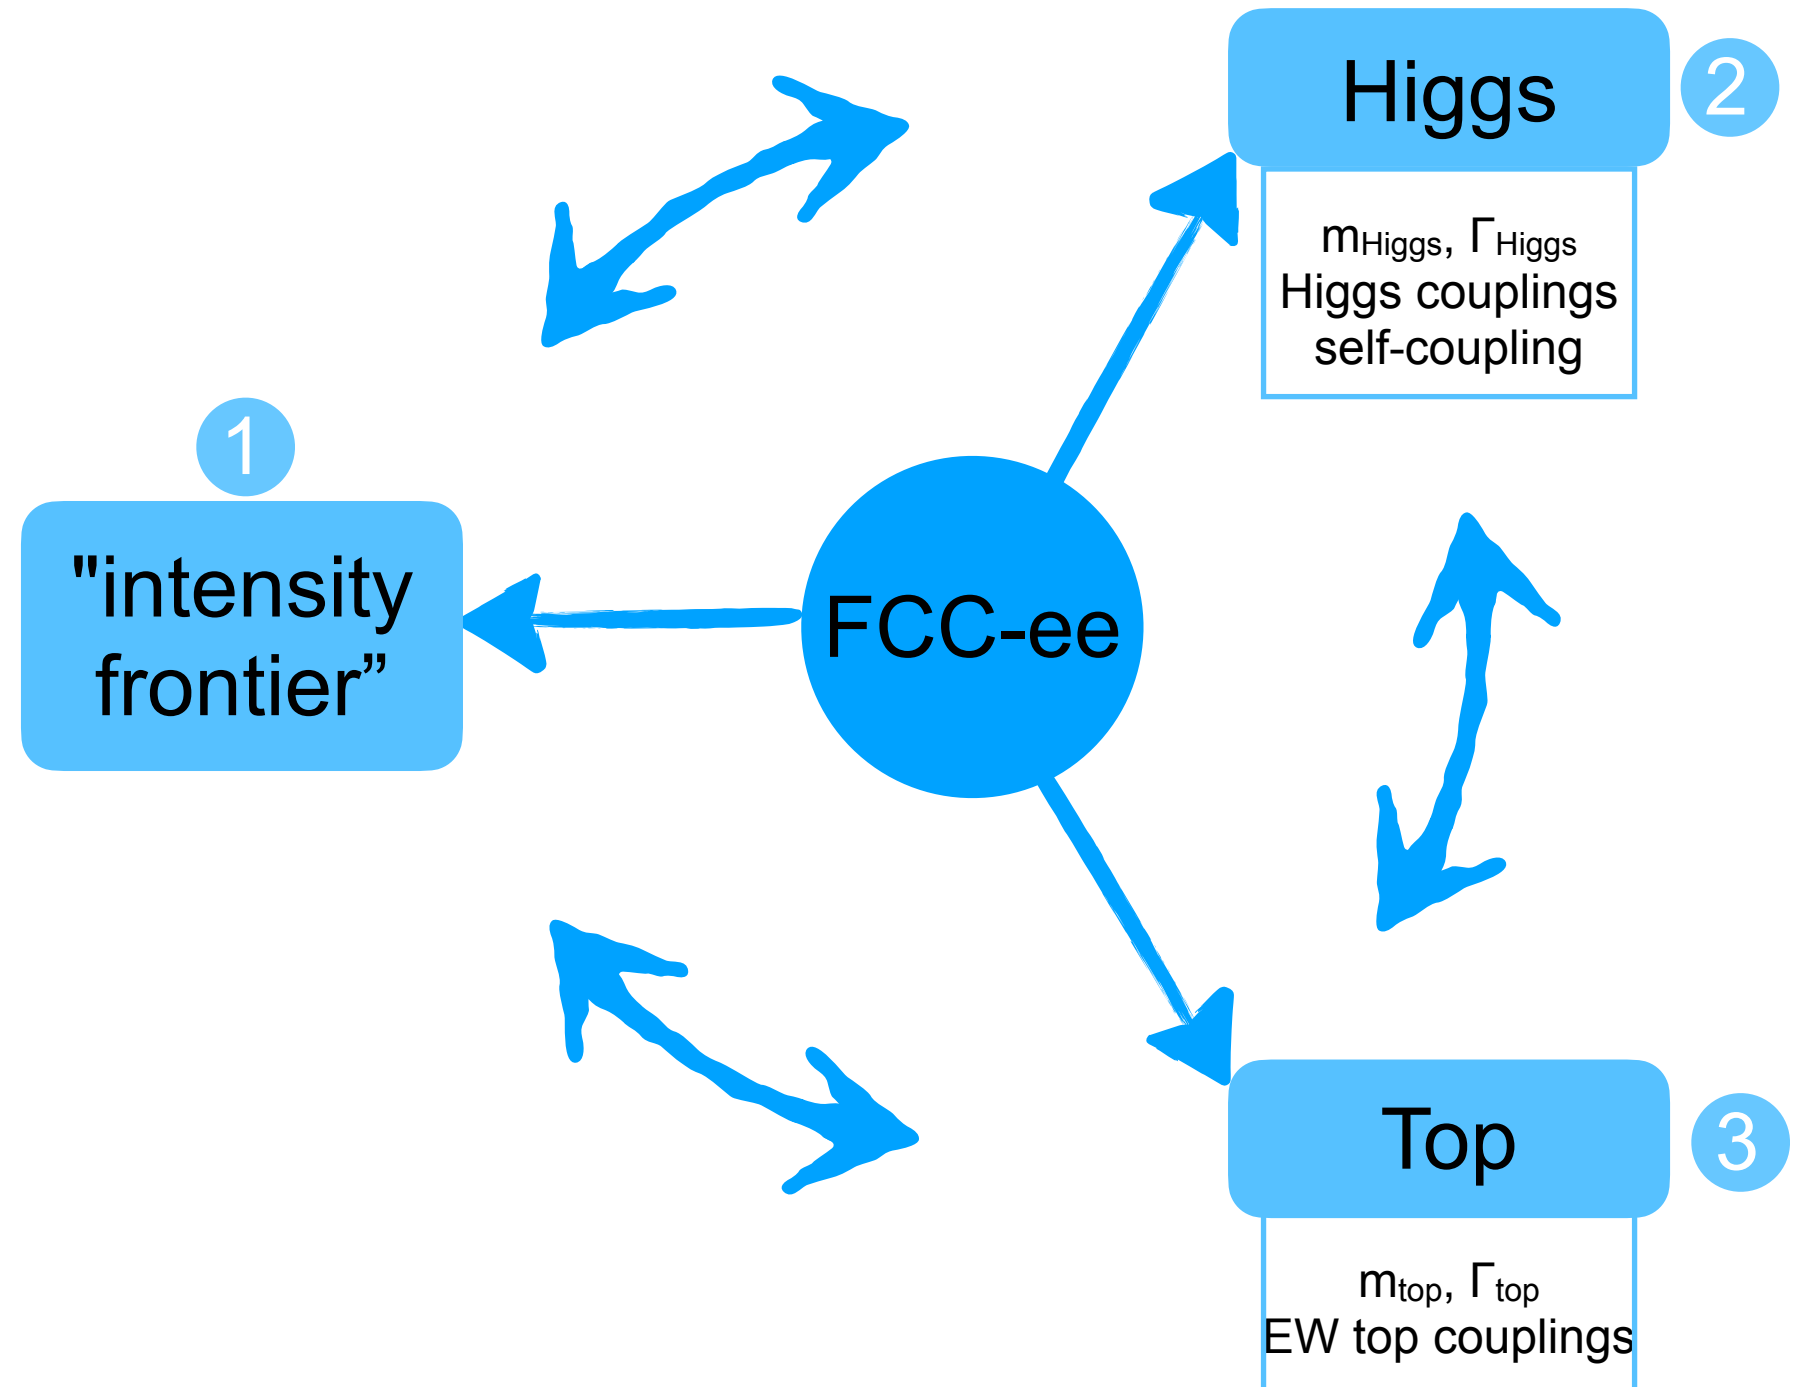 Higgs
2
mHiggs, ΓHiggs
Higgs couplings
self-coupling
1
"intensity
frontier”
FCC-ee
Top
3
mtop, Γtop
EW top couplings